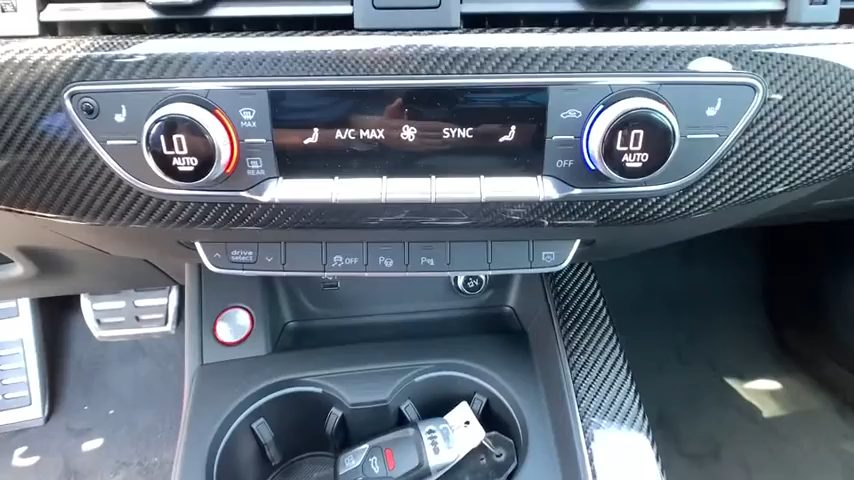 MAX
LO
AUTO
REAR
A/C MAX
SYNC
OFF
LO
AUTO
drive
select
OFF
P
P